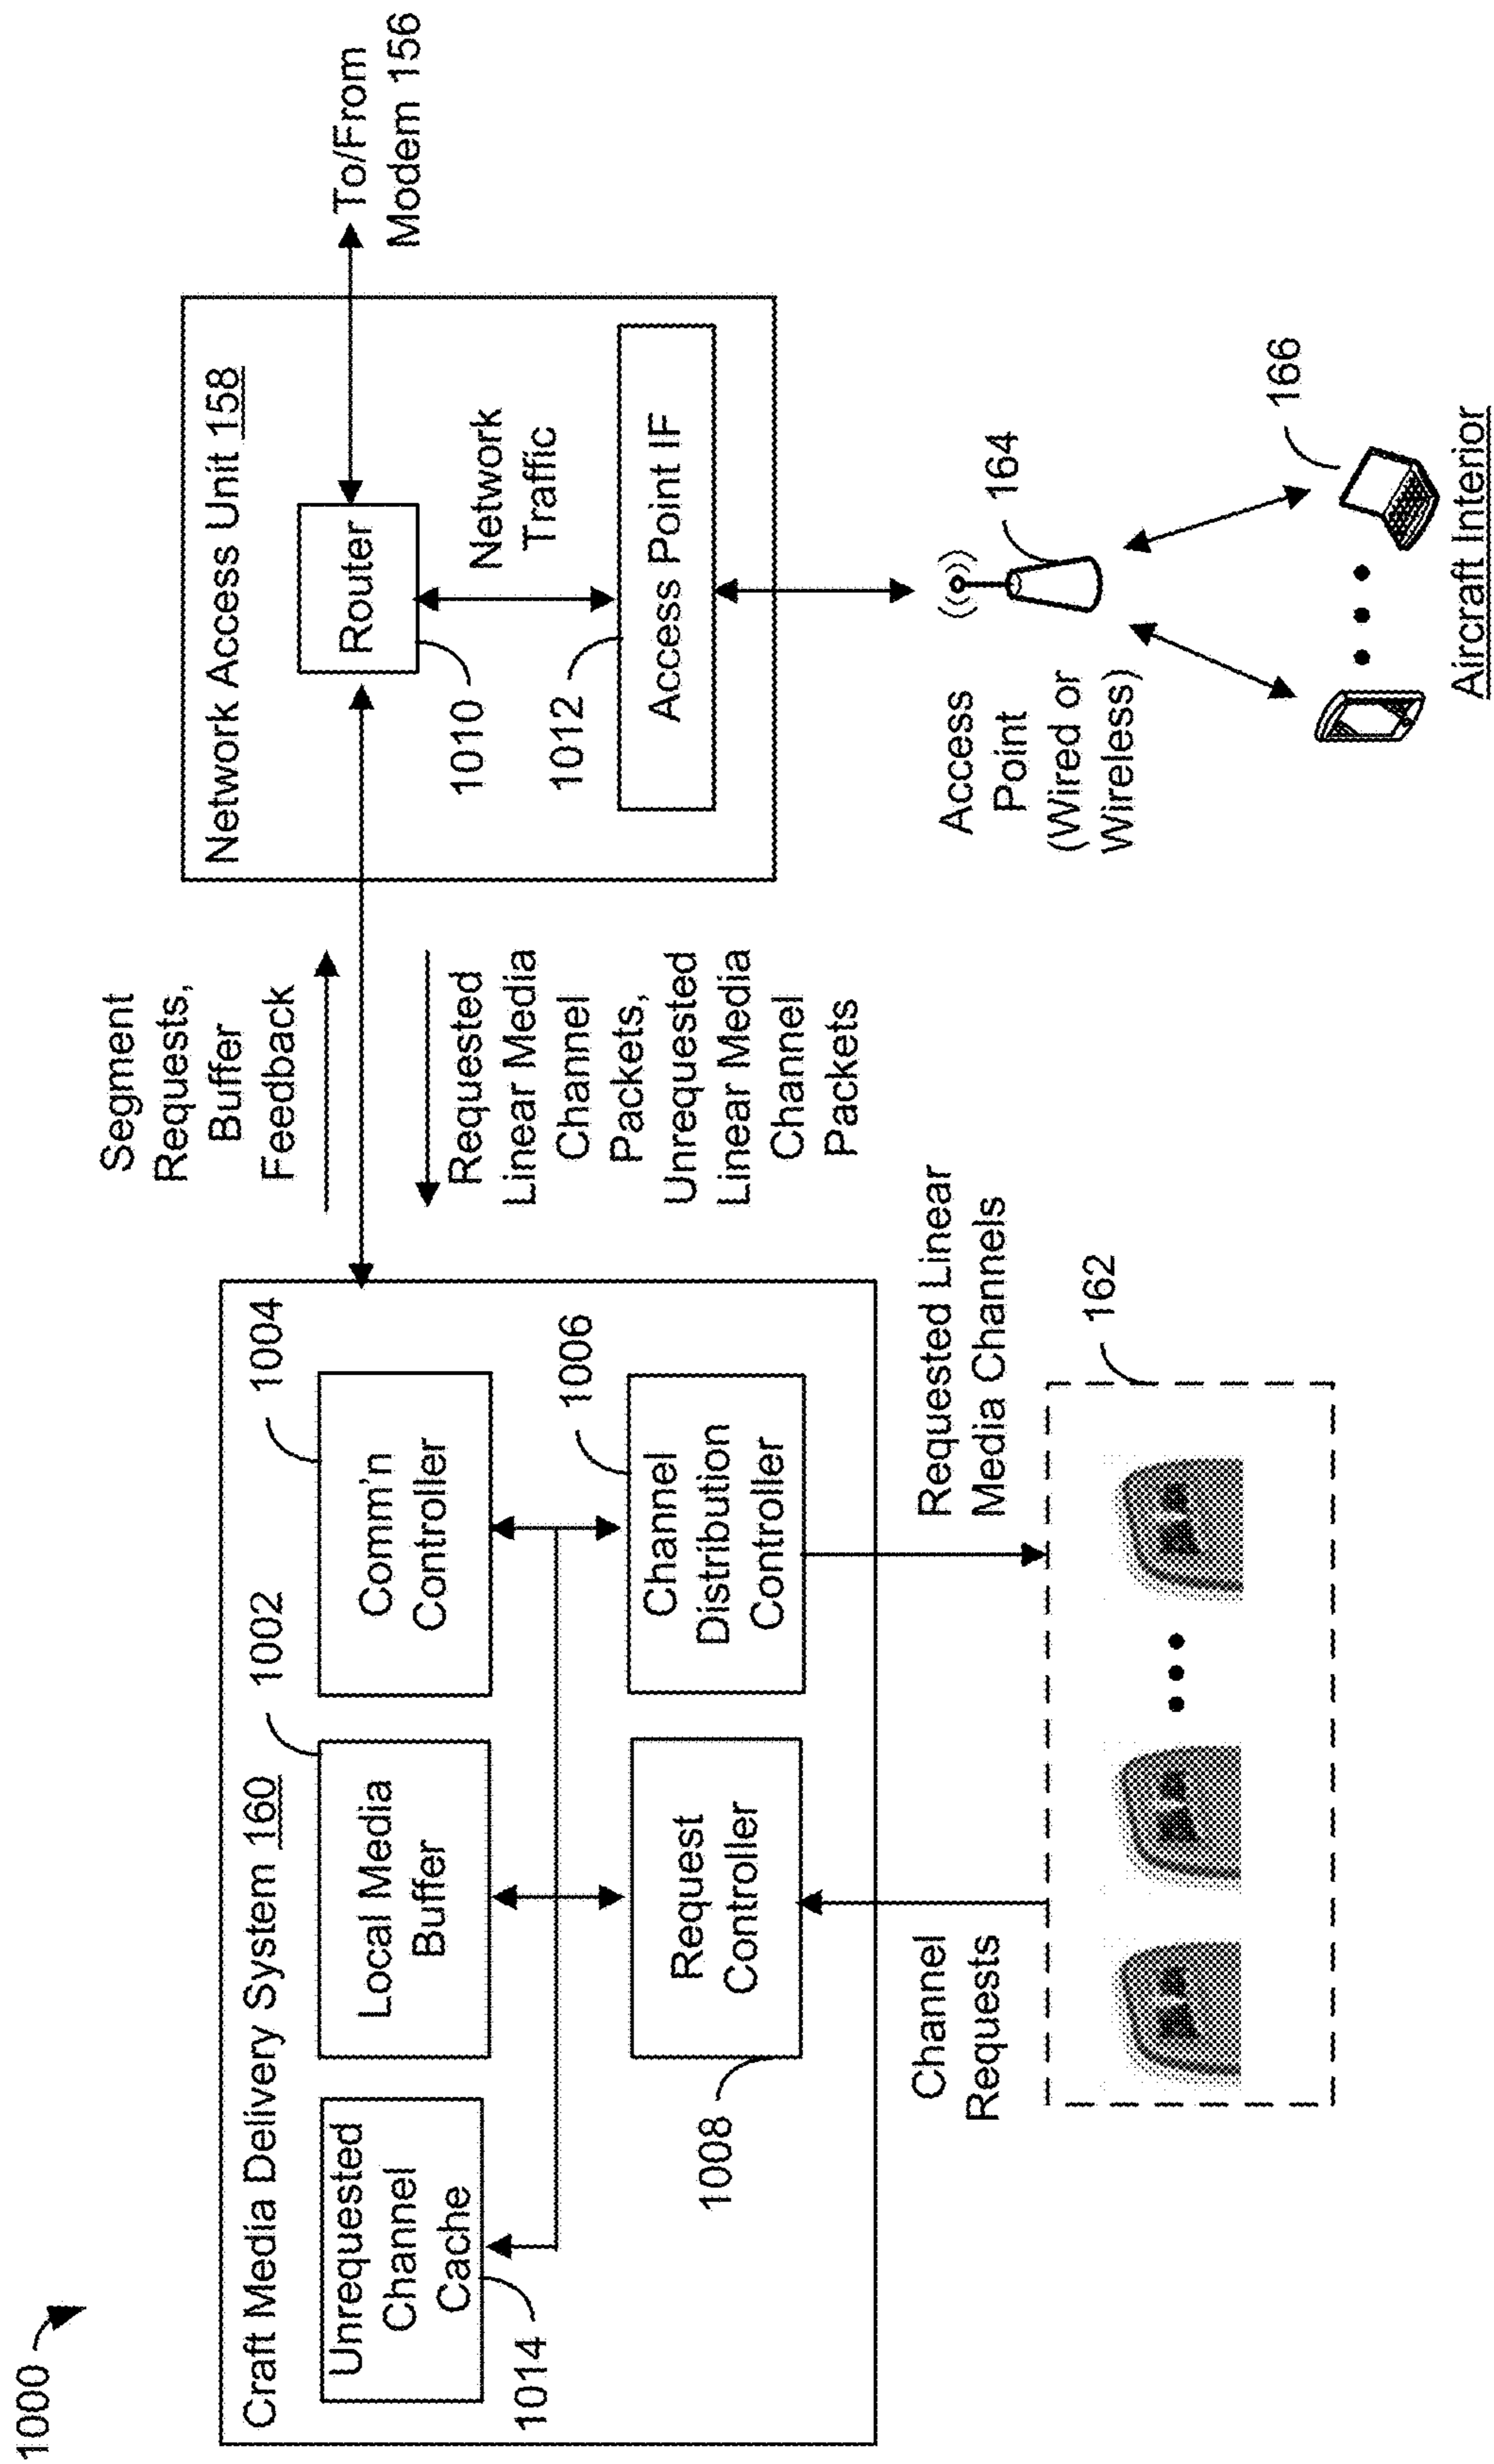 1000
Craft Media Delivery System 160
Unrequested
Channel
Cache
1014
Local Media
Buffer
1002
Comm'n
Controller
1004
Request
Controller
1008
Channel
Distribution
Controller
1006
Channel
Requests
Requested Linear
Media Channels
162
Segment
Requests,
Buffer
Feedback
Requested
Linear Media
Channel
Packets,
Unrequested
Linear Media
Channel
Packets
Network Access Unit 158
Router
1010
Network
Traffic
1012
Access Point IF
To/From
Modem 156
Access
Point
(Wired or
Wireless)
164
166
Aircraft Interior